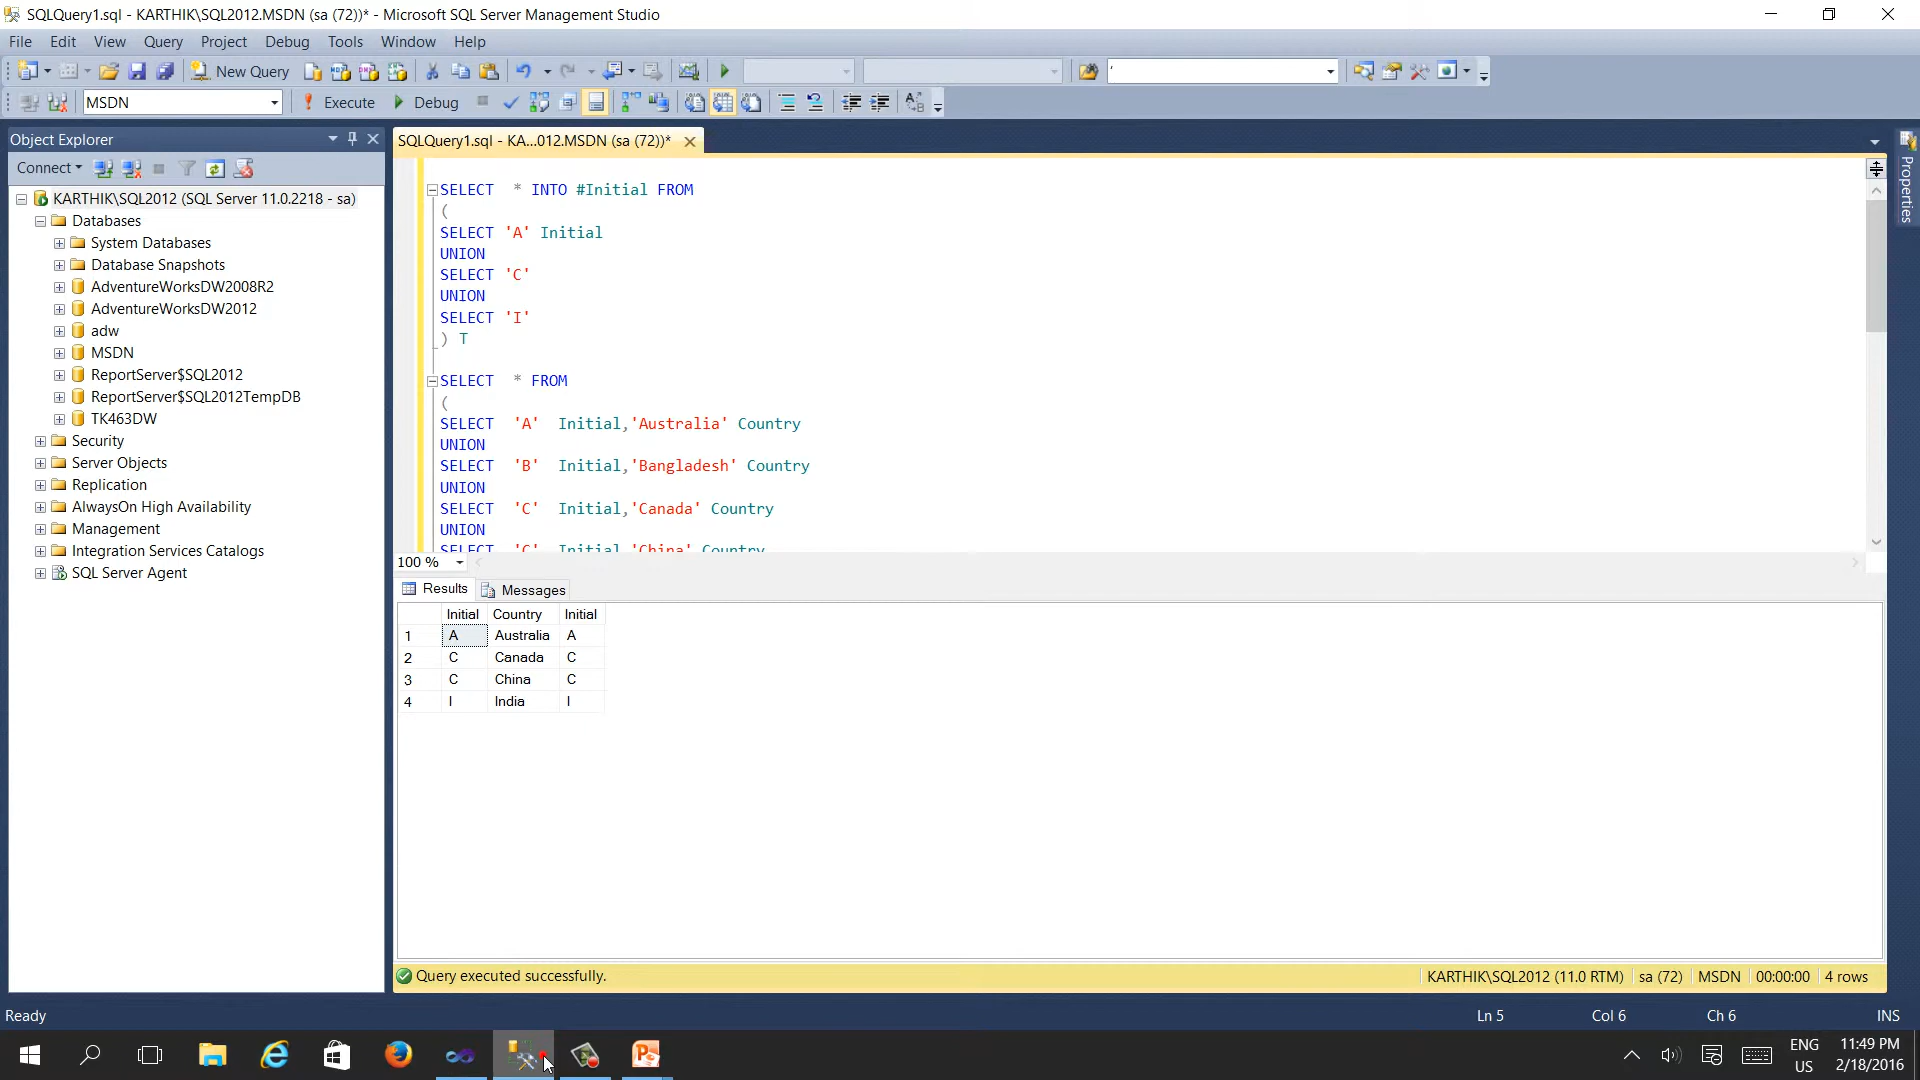 SQLQuery1.sql - KARTHIK\SQL2012.MSDN (sa (72))* - Microsoft SQL Server Management Studio
File Edit View Query Project Debug Tools Window Help
New Query
MSDN Execute Debug
Object Explorer
Connect
KARTHIK\SQL2012 (SQL Server 11.0.2218 - sa)
Databases
System Databases
Database Snapshots
AdventureWorksDW2008R2
AdventureWorksDW2012
adw
MSDN
ReportServer$SQL2012
ReportServer$SQL2012TempDB
TK463DW
Security
Server Objects
Replication
AlwaysOn High Availability
Management
Integration Services Catalogs
SQL Server Agent
SQLQuery1.sql - KA...012.MSDN (sa (72))*
SELECT * INTO #Initial FROM
(
SELECT 'A' Initial
UNION
SELECT 'C'
UNION
SELECT 'I'
) T
SELECT * FROM
(
SELECT 'A' Initial,'Australia' Country
UNION
SELECT 'B' Initial,'Bangladesh' Country
UNION
SELECT 'C' Initial,'Canada' Country
UNION
SELECT 'C' Initial,'China' Country
100 %
Results Messages
Initial Country Initial
1 A Australia A
2 C Canada C
3 C China C
4 I India I
Query executed successfully.
KARTHIK\SQL2012 (11.0 RTM) sa (72) MSDN 00:00:00 4 rows
Properties
Ready Ln 5 Col 6 Ch 6 INS
ENG
US
11:49 PM
2/18/2016